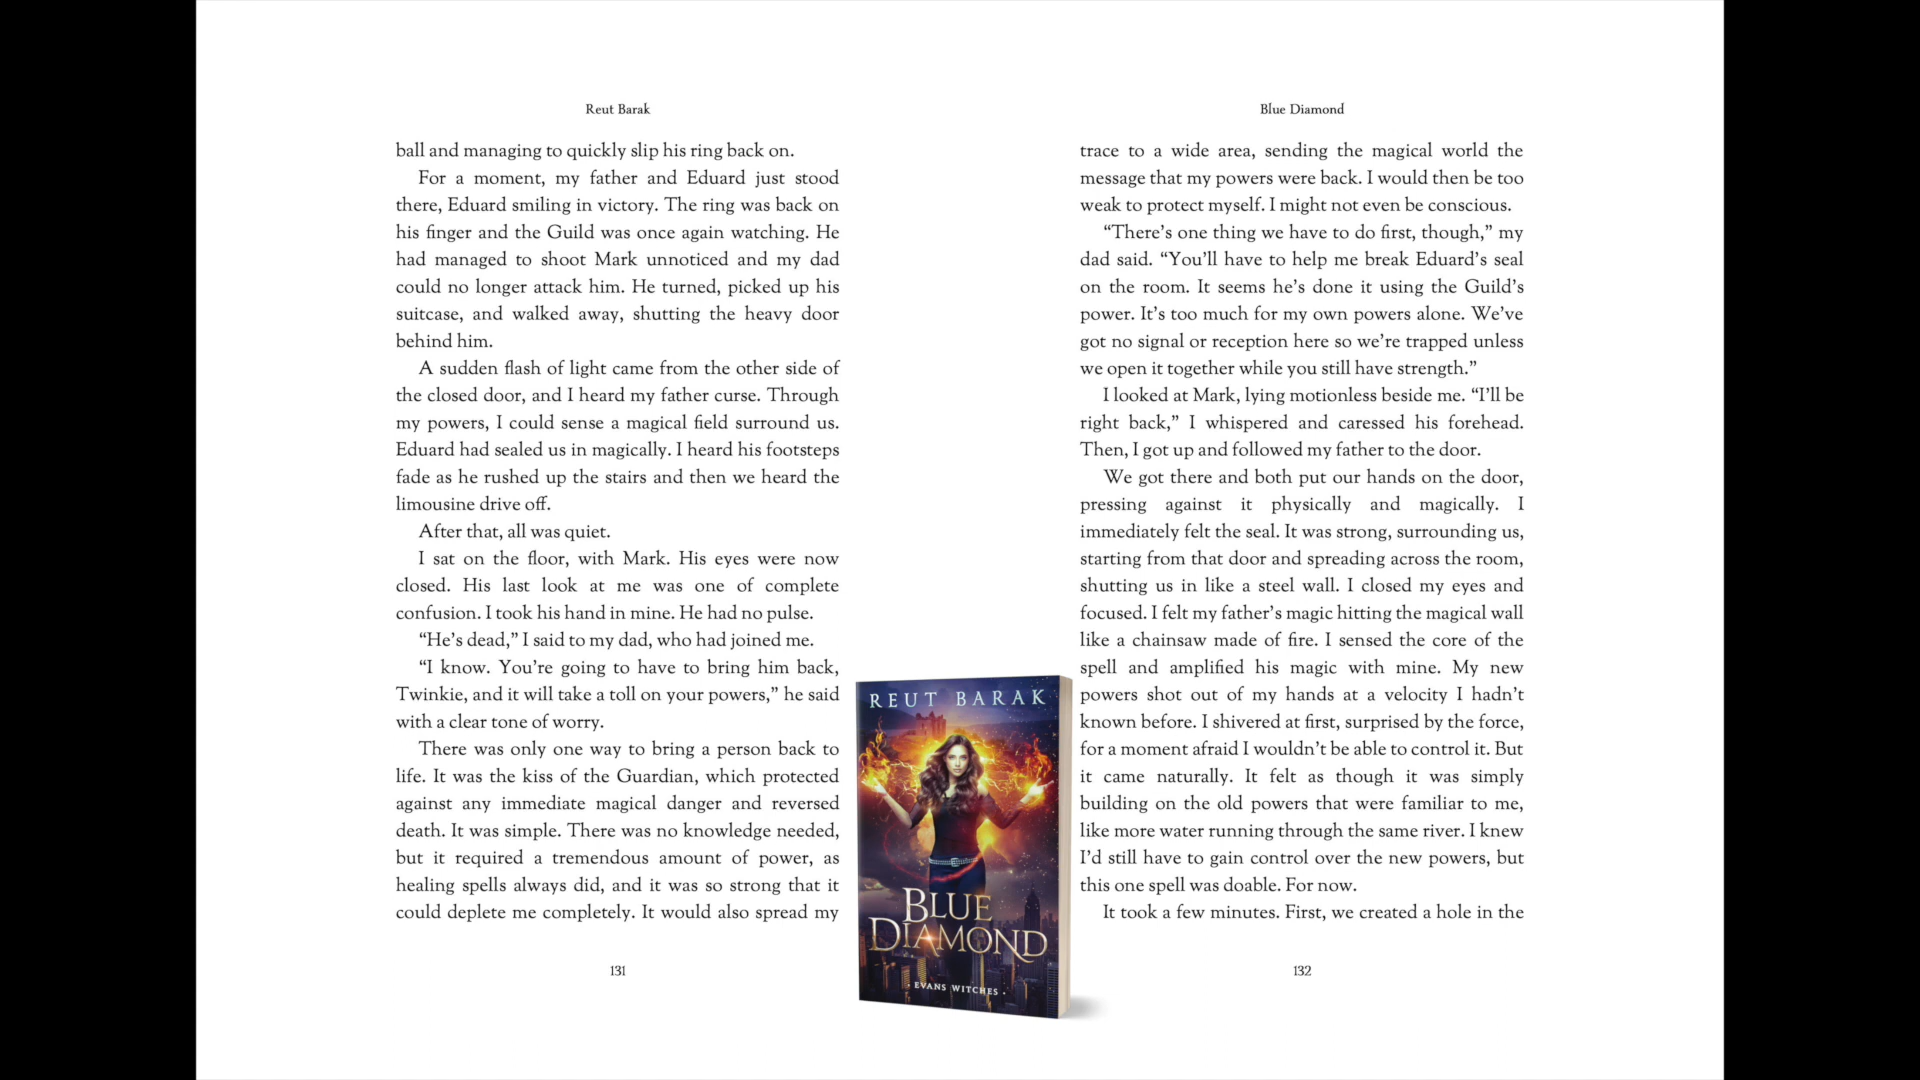 Reut Barak
ball and managing to quickly slip his ring back on.
For a moment, my father and Eduard just stood
there, Eduard smiling in victory. The ring was back on
his finger and the Guild was once again watching. He
had managed to shoot Mark unnoticed and my dad
could no longer attack him. He turned, picked up his
suitcase, and walked away, shutting the heavy door
behind him.
A sudden flash of light came from the other side of
the closed door, and I heard my father curse. Through
my powers, I could sense a magical field surround us.
Eduard had sealed us in magically. I heard his footsteps
fade as he rushed up the stairs and then we heard the
limousine drive off.
After that, all was quiet.
I sat on the floor, with Mark. His eyes were now
closed. His last look at me was one of complete
confusion. I took his hand in mine. He had no pulse.
“He’s dead,” I said to my dad, who had joined me.
“I know. You’re going to have to bring him back,
Twinkie, and it will take a toll on your powers,” he said
with a clear tone of worry.
There was only one way to bring a person back to
life. It was the kiss of the Guardian, which protected
against any immediate magical danger and reversed
death. It was simple. There was no knowledge needed,
but it required a tremendous amount of power, as
healing spells always did, and it was so strong that it
could deplete me completely. It would also spread my
131
REUT BARAK
BLUE
DIAMOND
· EVANS WITCHES ·
Blue Diamond
trace to a wide area, sending the magical world the
message that my powers were back. I would then be too
weak to protect myself. I might not even be conscious.
“There’s one thing we have to do first, though,” my
dad said. “You’ll have to help me break Eduard’s seal
on the room. It seems he’s done it using the Guild’s
power. It’s too much for my own powers alone. We’ve
got no signal or reception here so we’re trapped unless
we open it together while you still have strength.”
I looked at Mark, lying motionless beside me. “I’ll be
right back,” I whispered and caressed his forehead.
Then, I got up and followed my father to the door.
We got there and both put our hands on the door,
pressing against it physically and magically. I
immediately felt the seal. It was strong, surrounding us,
starting from that door and spreading across the room,
shutting us in like a steel wall. I closed my eyes and
focused. I felt my father’s magic hitting the magical wall
like a chainsaw made of fire. I sensed the core of the
spell and amplified his magic with mine. My new
powers shot out of my hands at a velocity I hadn’t
known before. I shivered at first, surprised by the force,
for a moment afraid I wouldn’t be able to control it. But
it came naturally. It felt as though it was simply
building on the old powers that were familiar to me,
like more water running through the same river. I knew
I’d still have to gain control over the new powers, but
this one spell was doable. For now.
It took a few minutes. First, we created a hole in the
132